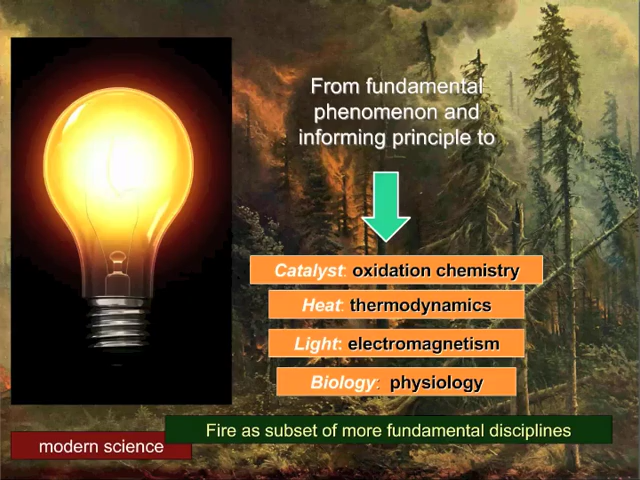 From fundamental
phenomenon and
informing principle to
Catalyst: oxidation chemistry
Heat: thermodynamics
Light: electromagnetism
Biology: physiology
Fire as subset of more fundamental disciplines
modern science